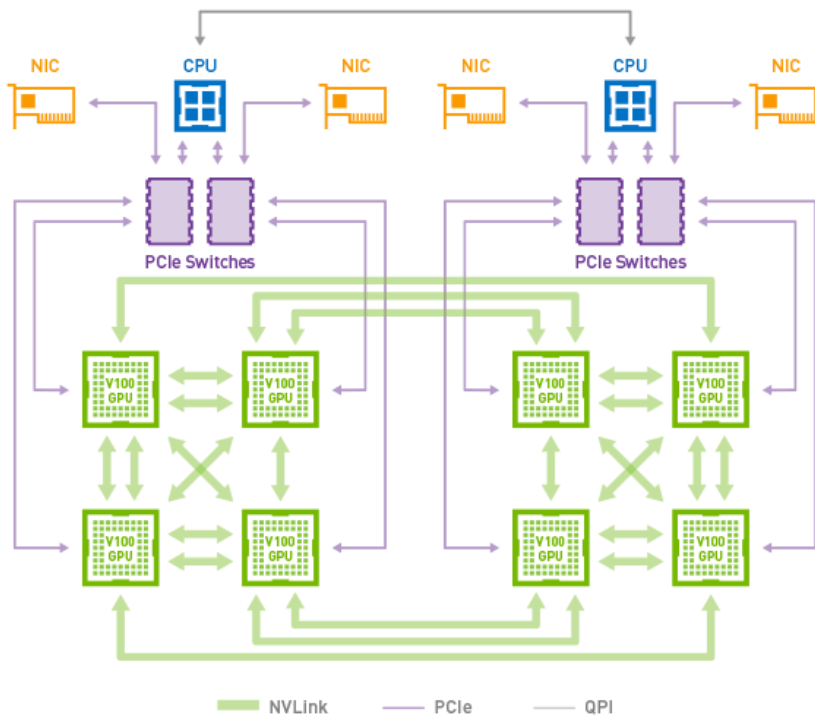 NIC
CPU
NIC
NIC
CPU
NIC
PCIe Switches
PCIe Switches
V100
GPU
V100
GPU
V100
GPU
V100
GPU
V100
GPU
V100
GPU
V100
GPU
V100
GPU
NVLink
PCIe
QPI